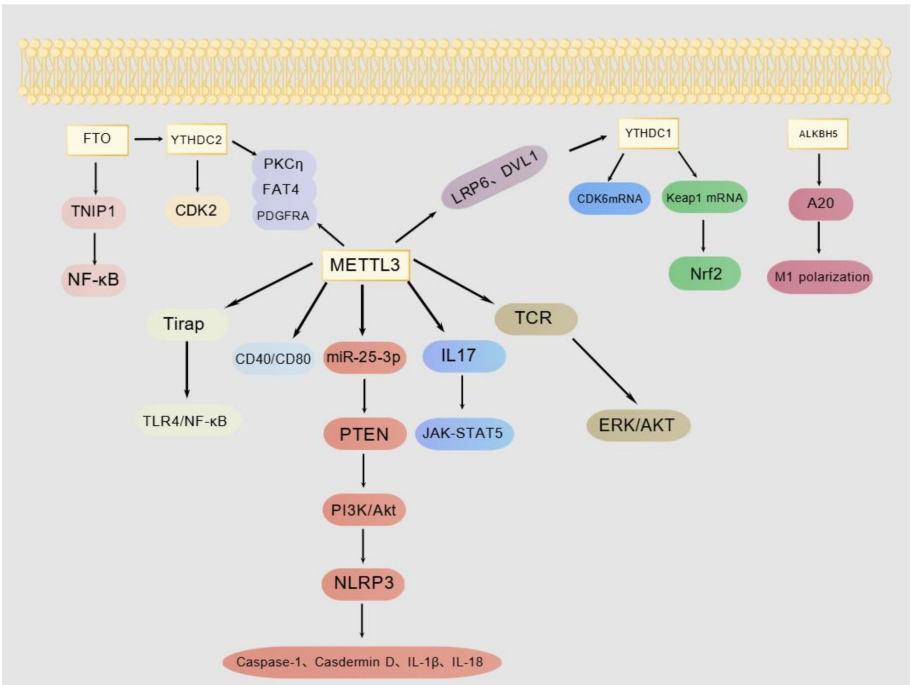 FTO
YTHDC2
PKCη
FAT4
PDGFRA
LRP6、DVL1
YTHDC1
ALKBH5
TNIP1
CDK2
CDK6mRNA
Keap1 mRNA
A20
NF-κB
METTL3
Nrf2
M1 polarization
Tirap
TCR
CD40/CD80
miR-25-3p
IL17
TLR4/NF-κB
PTEN
JAK-STAT5
ERK/AKT
PI3K/Akt
NLRP3
Caspase-1、Casdermin D、IL-1β、IL-18